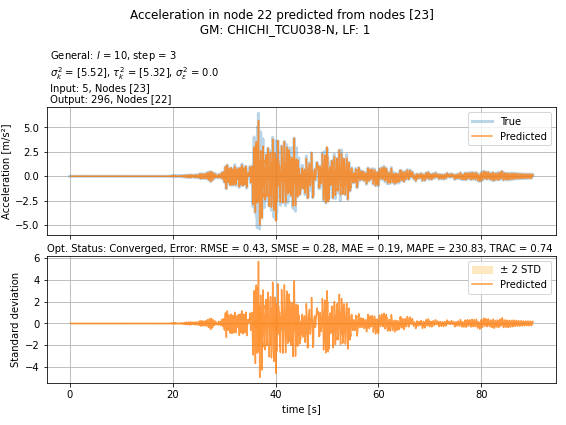 Acceleration in node 22 predicted from nodes [23]
GM: CHICHI_TCU038-N, LF: 1
General: l = 10, step = 3
σ²ₖ = [5.52], τ²ₖ = [5.32], σ²ε = 0.0
Input: 5, Nodes [23]
Output: 296, Nodes [22]
Acceleration [m/s²]
5.0
2.5
0.0
−2.5
−5.0
True
Predicted
Opt. Status: Converged, Error: RMSE = 0.43, SMSE = 0.28, MAE = 0.19, MAPE = 230.83, TRAC = 0.74
Standard deviation
6
4
2
0
−2
−4
± 2 STD
Predicted
0 20 40 60 80
time [s]